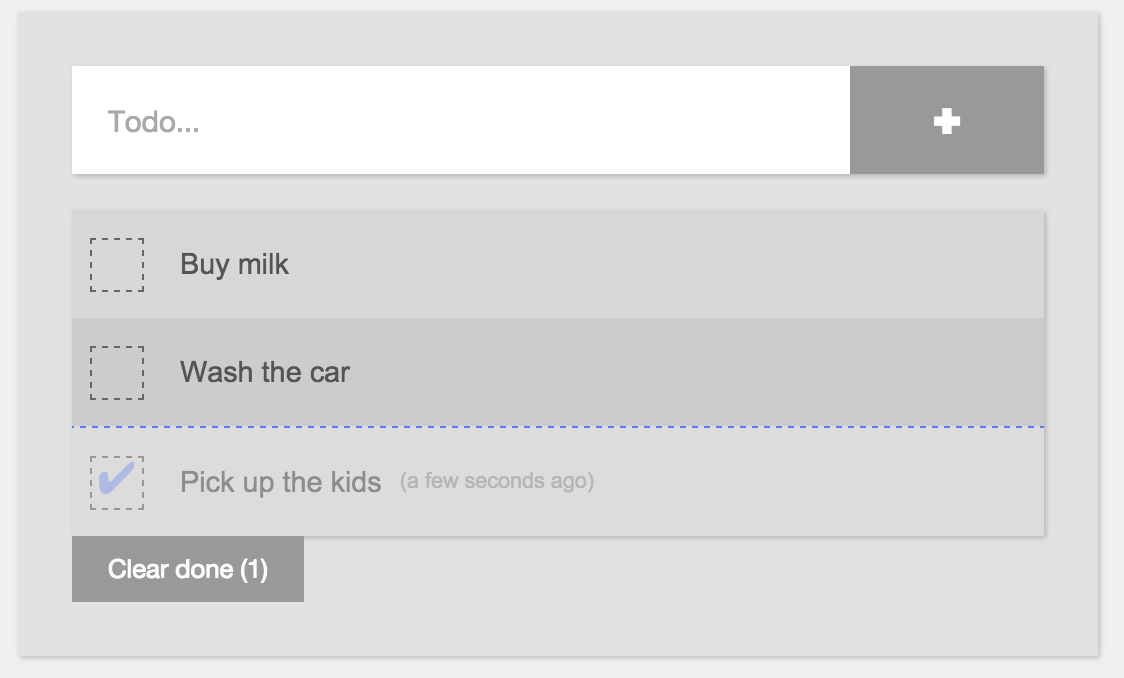 Todo...
Buy milk
Wash the car
Pick up the kids (a few seconds ago)
Clear done (1)